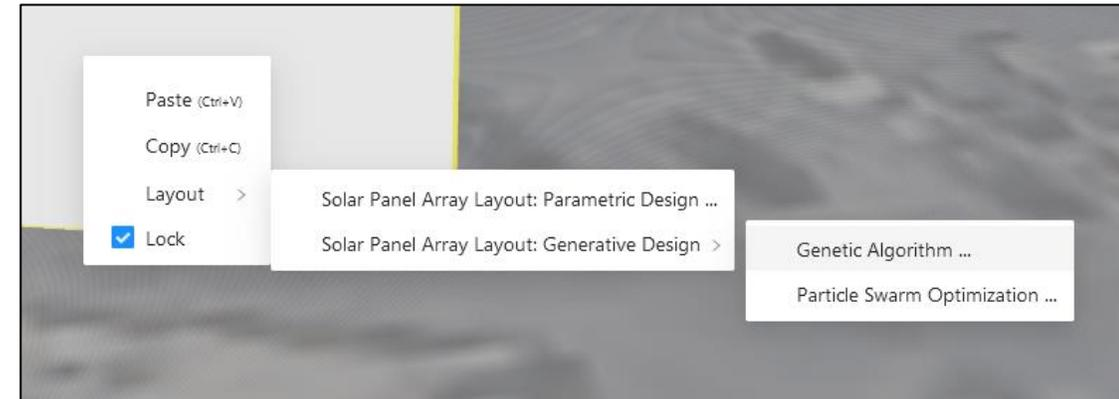 Paste (Ctrl+V)
Copy (Ctrl+C)
Layout >
Lock
Solar Panel Array Layout: Parametric Design ...
Solar Panel Array Layout: Generative Design >
Genetic Algorithm ...
Particle Swarm Optimization ...